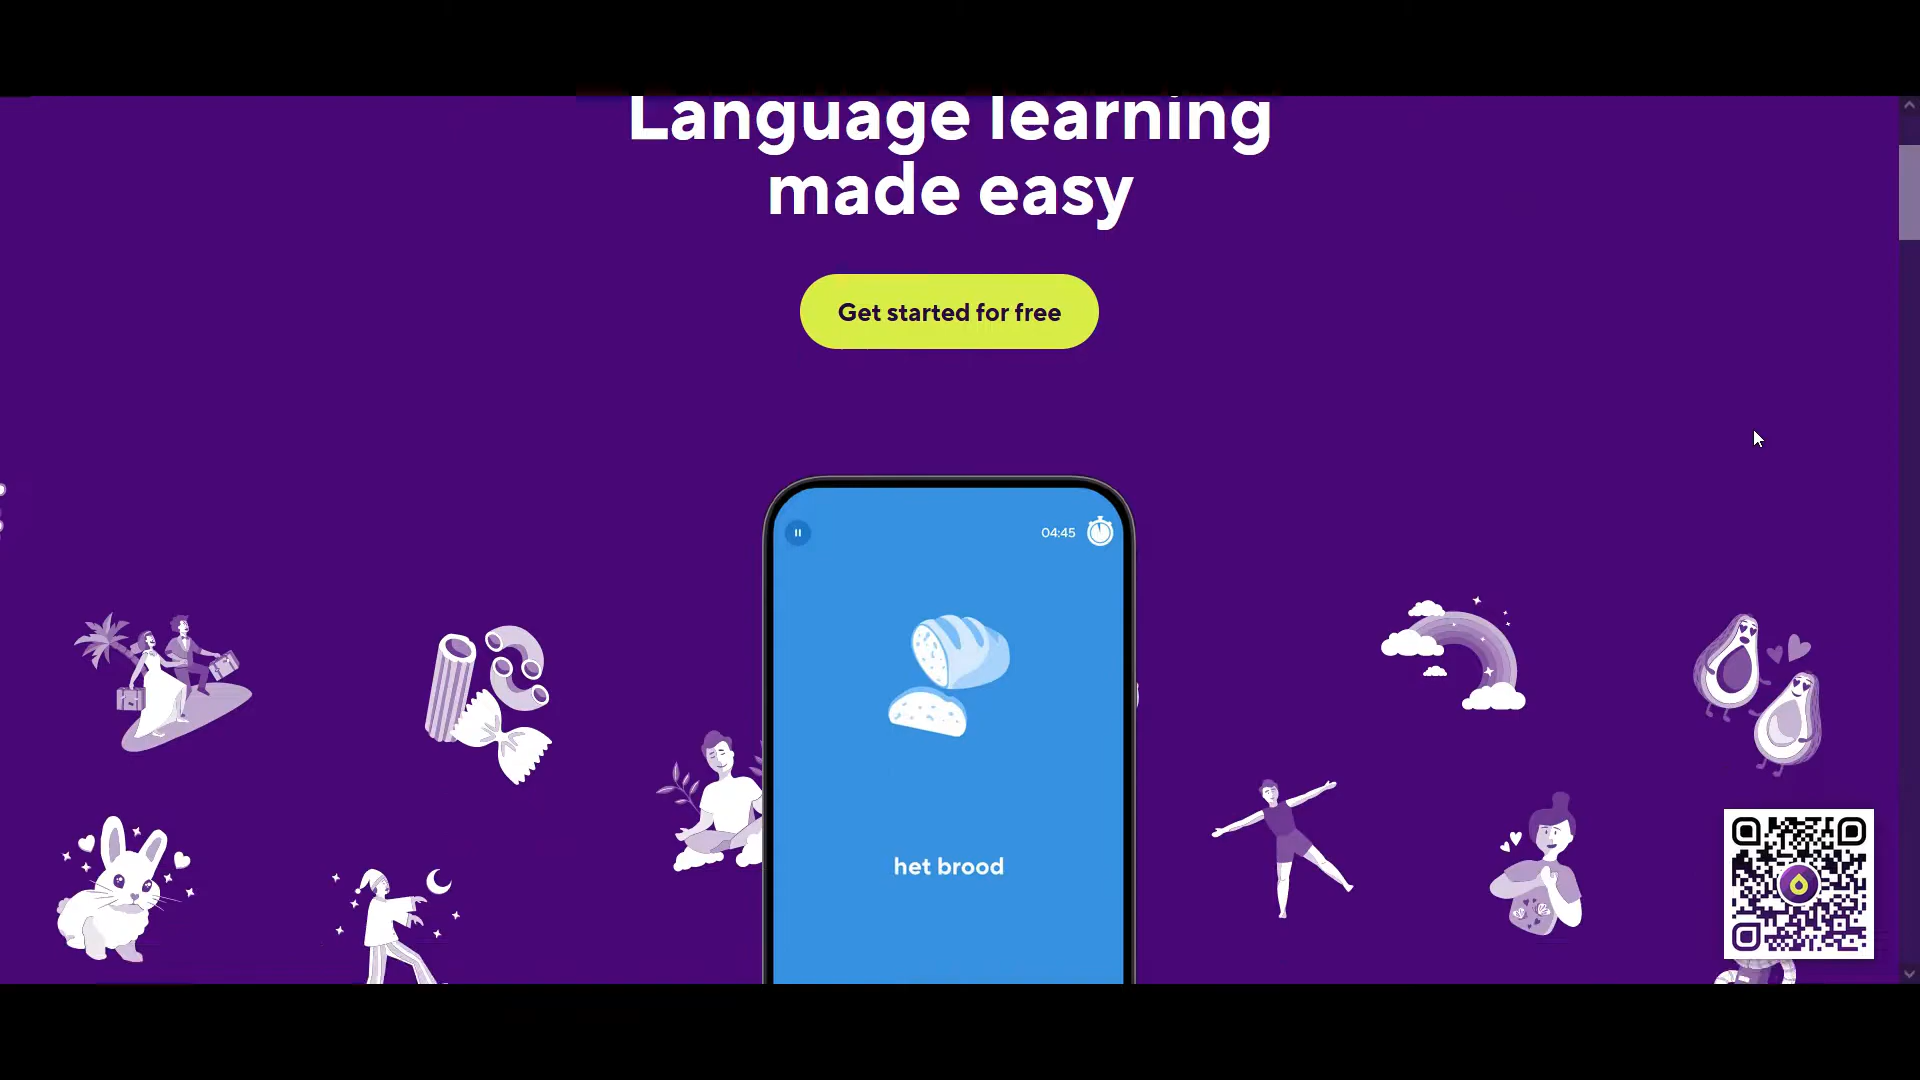 Language learning
made easy
Get started for free
04:45
het brood